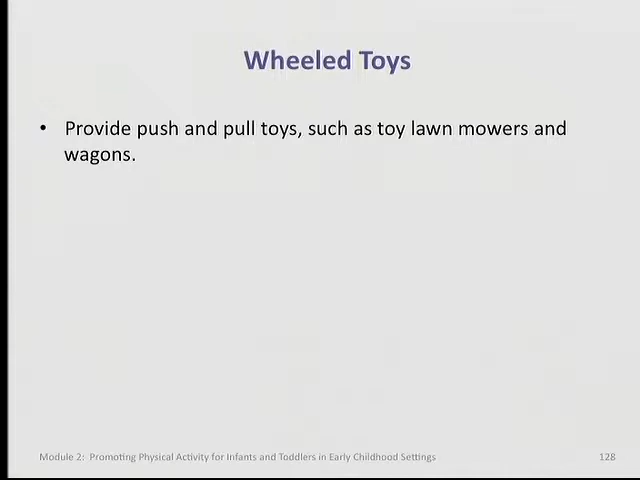 Wheeled Toys
• Provide push and pull toys, such as toy lawn mowers and
wagons.
Module 2: Promoting Physical Activity for Infants and Toddlers in Early Childhood Settings
128